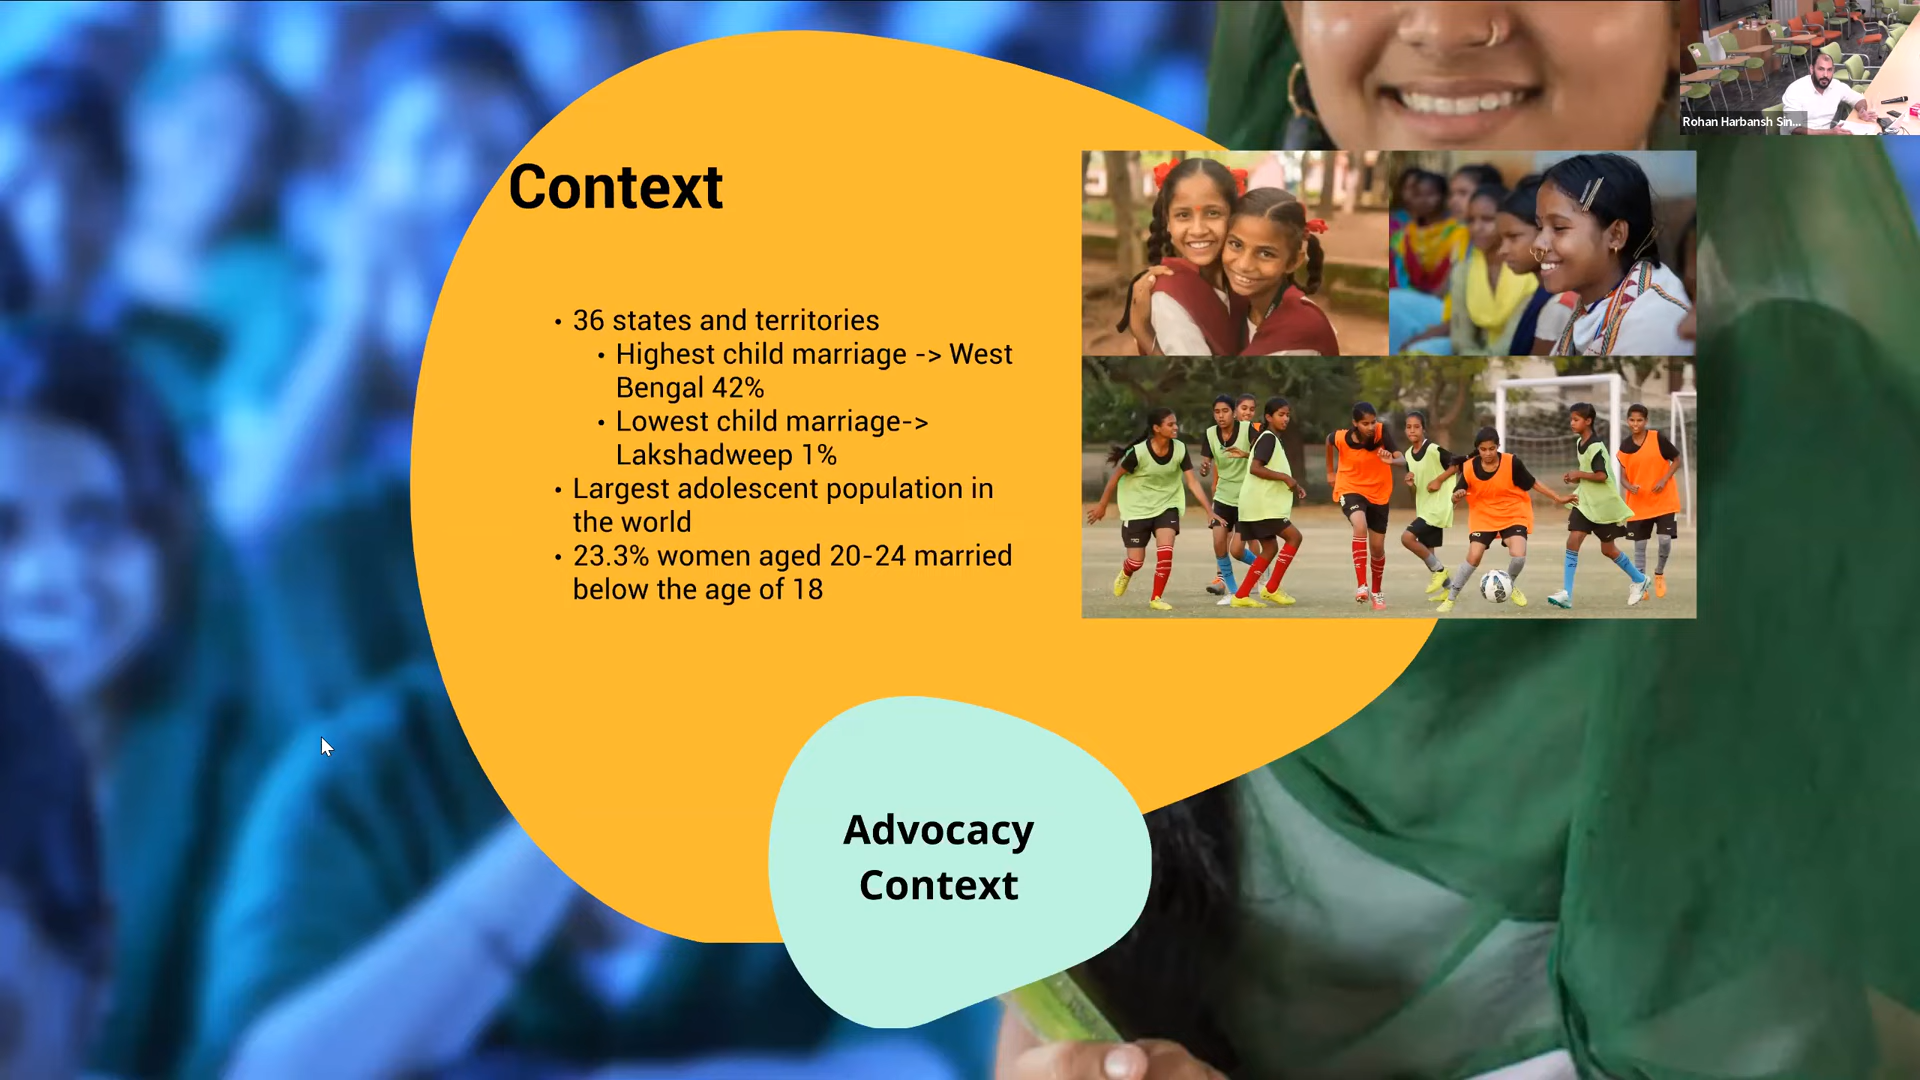 Context
• 36 states and territories
• Highest child marriage -> West
Bengal 42%
• Lowest child marriage->
Lakshadweep 1%
• Largest adolescent population in
the world
• 23.3% women aged 20-24 married
below the age of 18
Advocacy
Context
Rohan Harbansh Sin...